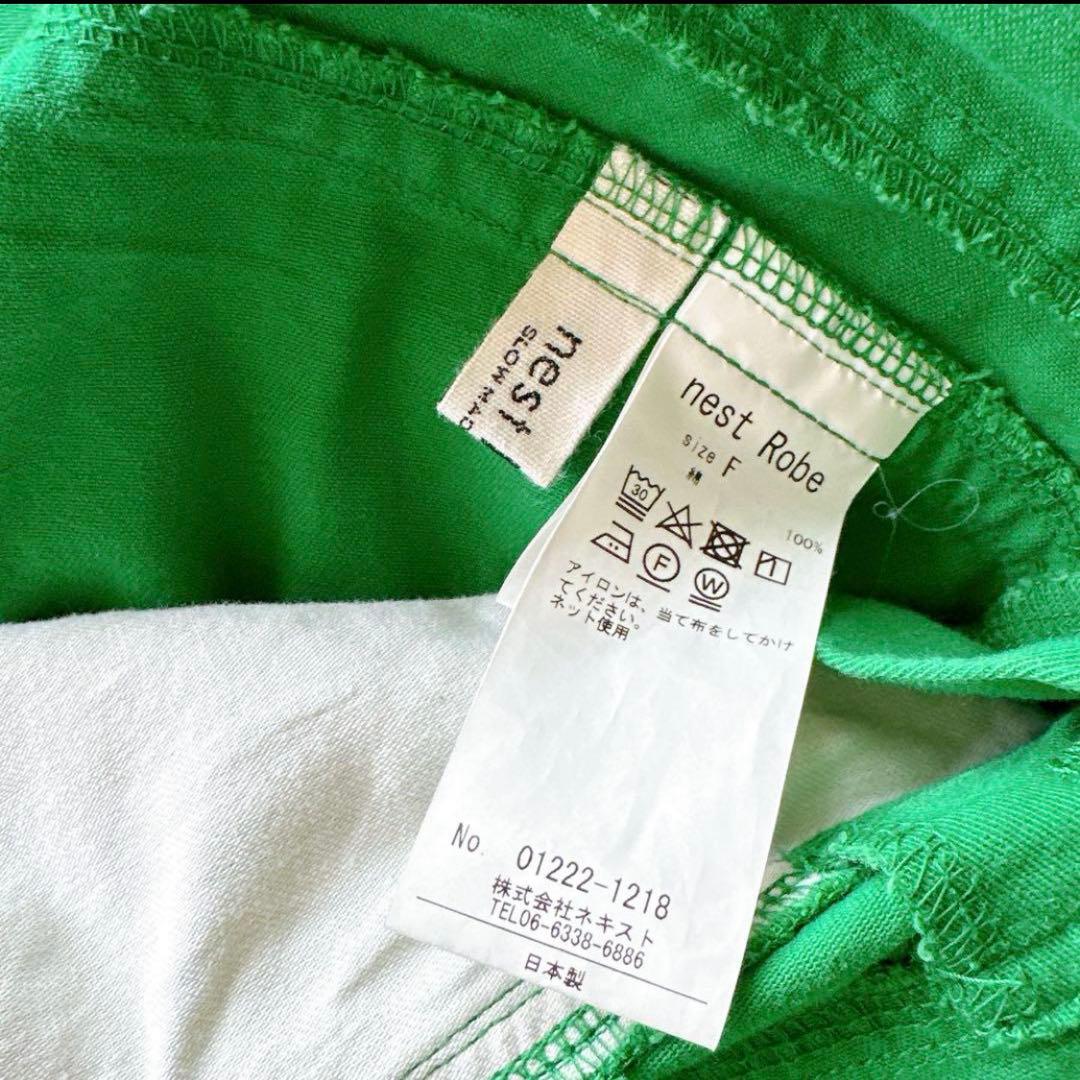 nest
SLOWMAD
nest Robe
size F
綿 100%
30
F W
アイロンは、当て布をしてかけ
てください。
ネット使用
No. 01222-1218
株式会社ネキスト
TEL06-6338-6886
日本製